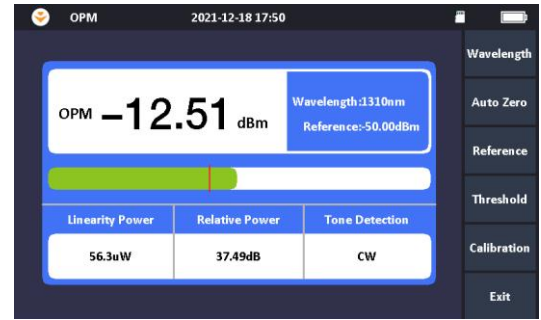 OPM 2021-12-18 17:50
Wavelength
OPM −12.51 dBm
Wavelength:1310nm
Reference:-50.00dBm
Auto Zero
Reference
Threshold
Linearity Power Relative Power Tone Detection
56.3uW 37.49dB CW
Calibration
Exit